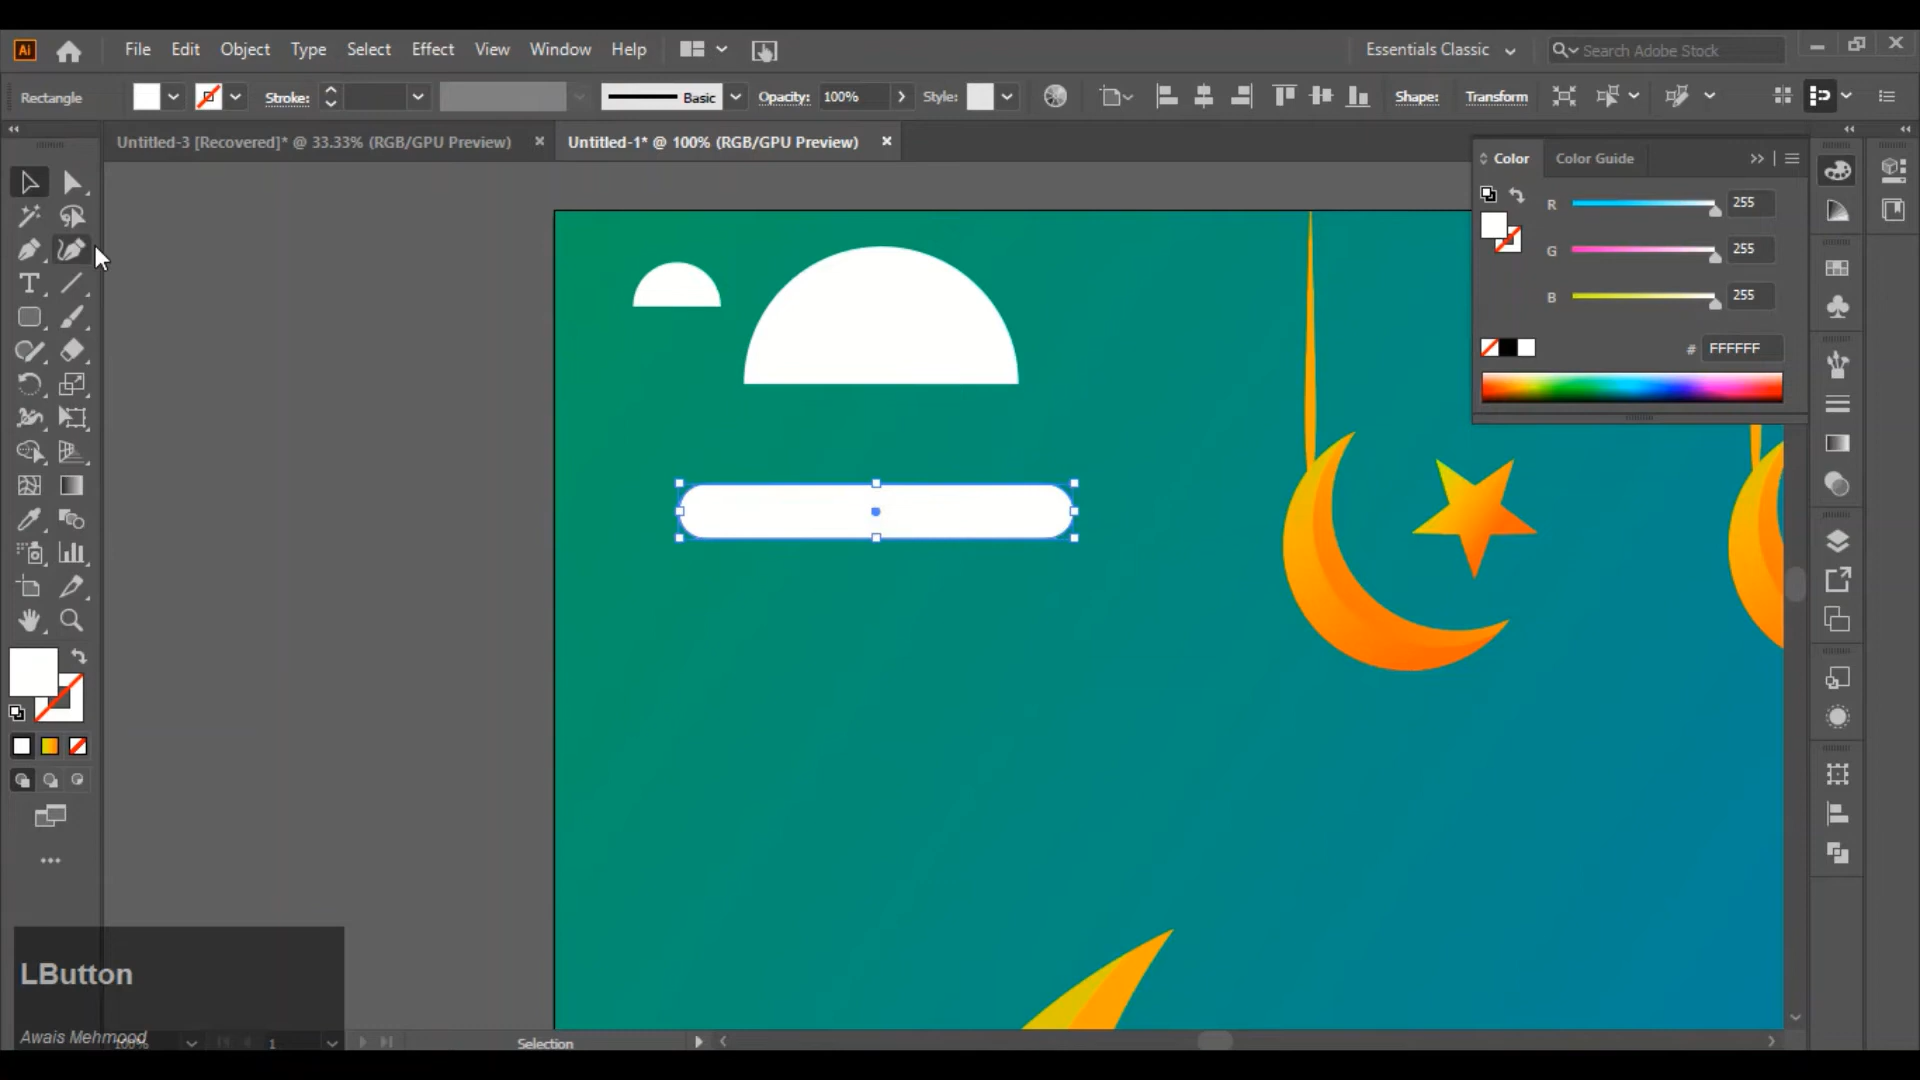 Ai File Edit Object Type Select Effect View Window Help Essentials Classic Search Adobe Stock
Rectangle Stroke: Basic Opacity: 100% Style: Shape: Transform
Untitled-3 [Recovered]* @ 33.33% (RGB/GPU Preview) Untitled-1* @ 100% (RGB/GPU Preview)
Color Color Guide
R 255
G 255
B 255
# FFFFFF
LButton
Awais Mehmood
100% 1 Selection